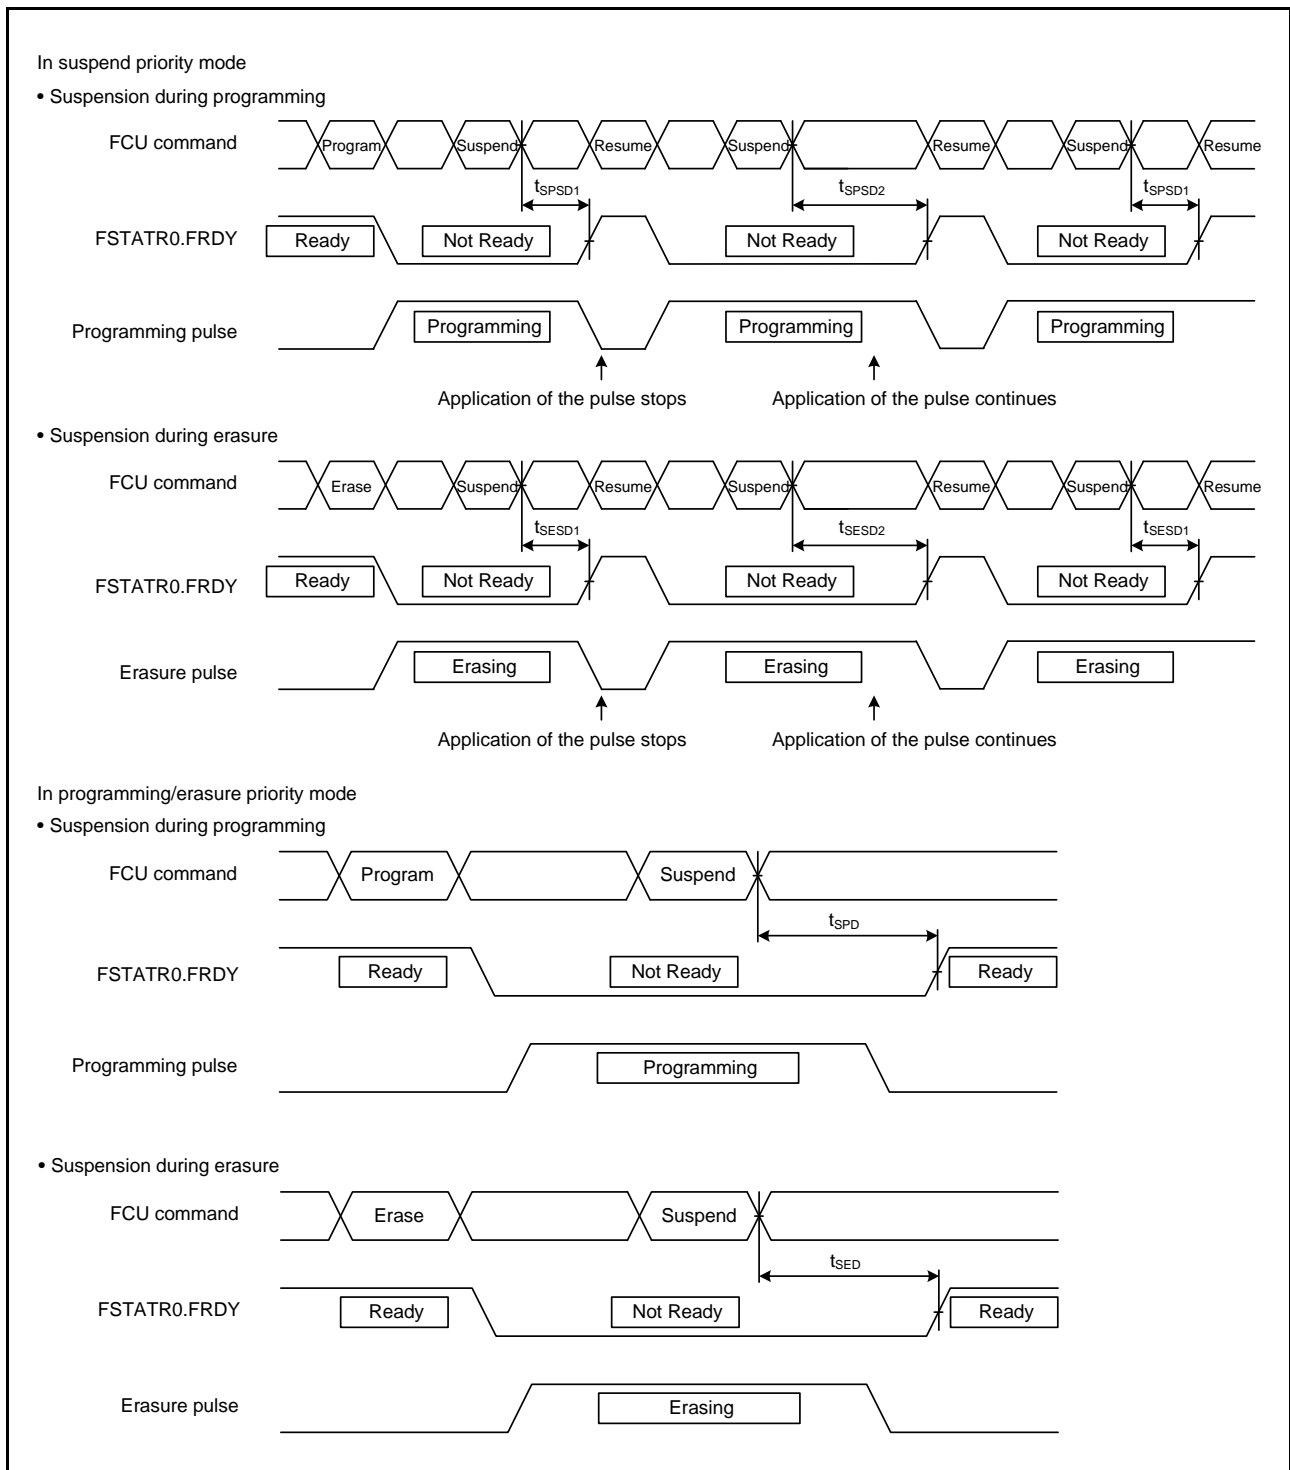 In suspend priority mode
• Suspension during programming
FCU command
Program
Suspend
Resume
Suspend
Resume
Suspend
Resume
tSPSD1
tSPSD2
tSPSD1
FSTATR0.FRDY
Ready
Not Ready
Not Ready
Not Ready
Programming pulse
Programming
Programming
Programming
Application of the pulse stops
Application of the pulse continues
• Suspension during erasure
FCU command
Erase
Suspend
Resume
Suspend
Resume
Suspend
Resume
tSESD1
tSESD2
tSESD1
FSTATR0.FRDY
Ready
Not Ready
Not Ready
Not Ready
Erasure pulse
Erasing
Erasing
Erasing
Application of the pulse stops
Application of the pulse continues
In programming/erasure priority mode
• Suspension during programming
FCU command
Program
Suspend
tSPD
FSTATR0.FRDY
Ready
Not Ready
Ready
Programming pulse
Programming
• Suspension during erasure
FCU command
Erase
Suspend
tSED
FSTATR0.FRDY
Ready
Not Ready
Ready
Erasure pulse
Erasing